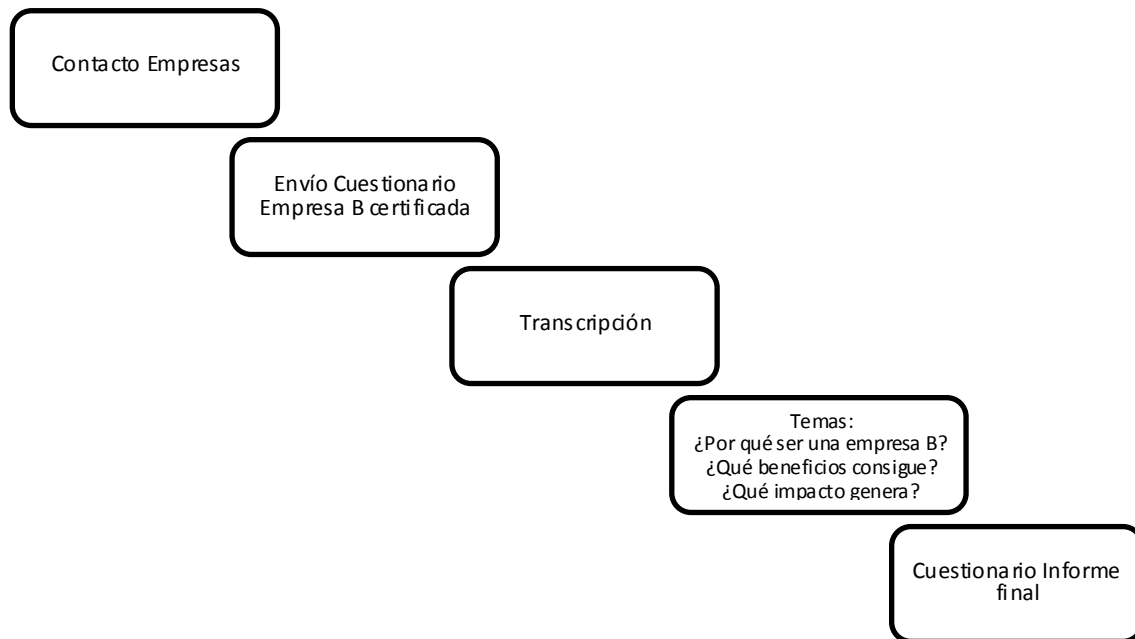 Contacto Empresas
Envío Cuestionario
Empresa B certificada
Transcripción
Temas:
¿Por qué ser una empresa B?
¿Qué beneficios consigue?
¿Qué impacto genera?
Cuestionario Informe
final